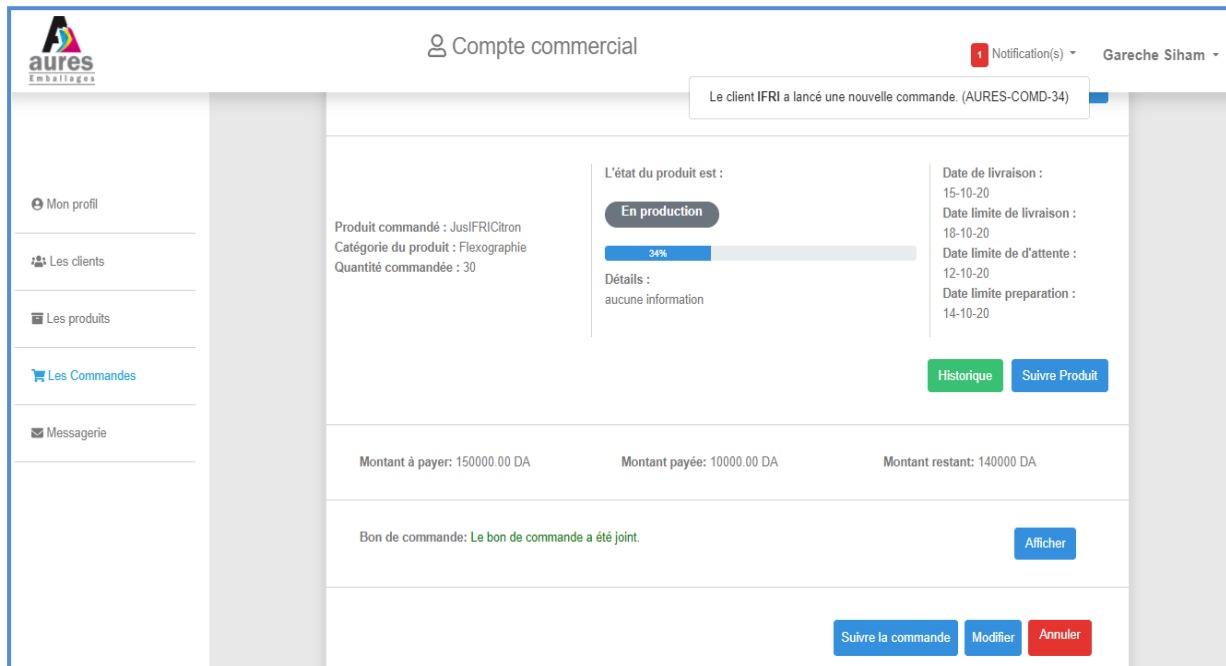 aures
Emballages
Compte commercial
1 Notification(s)
Gareche Siham
Le client IFRI a lancé une nouvelle commande. (AURES-COMD-34)
Mon profil
Les clients
Les produits
Les Commandes
Messagerie
Produit commandé : JusIFRICitron
Catégorie du produit : Flexographie
Quantité commandée : 30
L'état du produit est :
En production
34%
Détails :
aucune information
Date de livraison :
15-10-20
Date limite de livraison :
18-10-20
Date limite de d'attente :
12-10-20
Date limite preparation :
14-10-20
Historique
Suivre Produit
Montant à payer: 150000.00 DA
Montant payée: 10000.00 DA
Montant restant: 140000 DA
Bon de commande: Le bon de commande a été joint.
Afficher
Suivre la commande
Modifier
Annuler